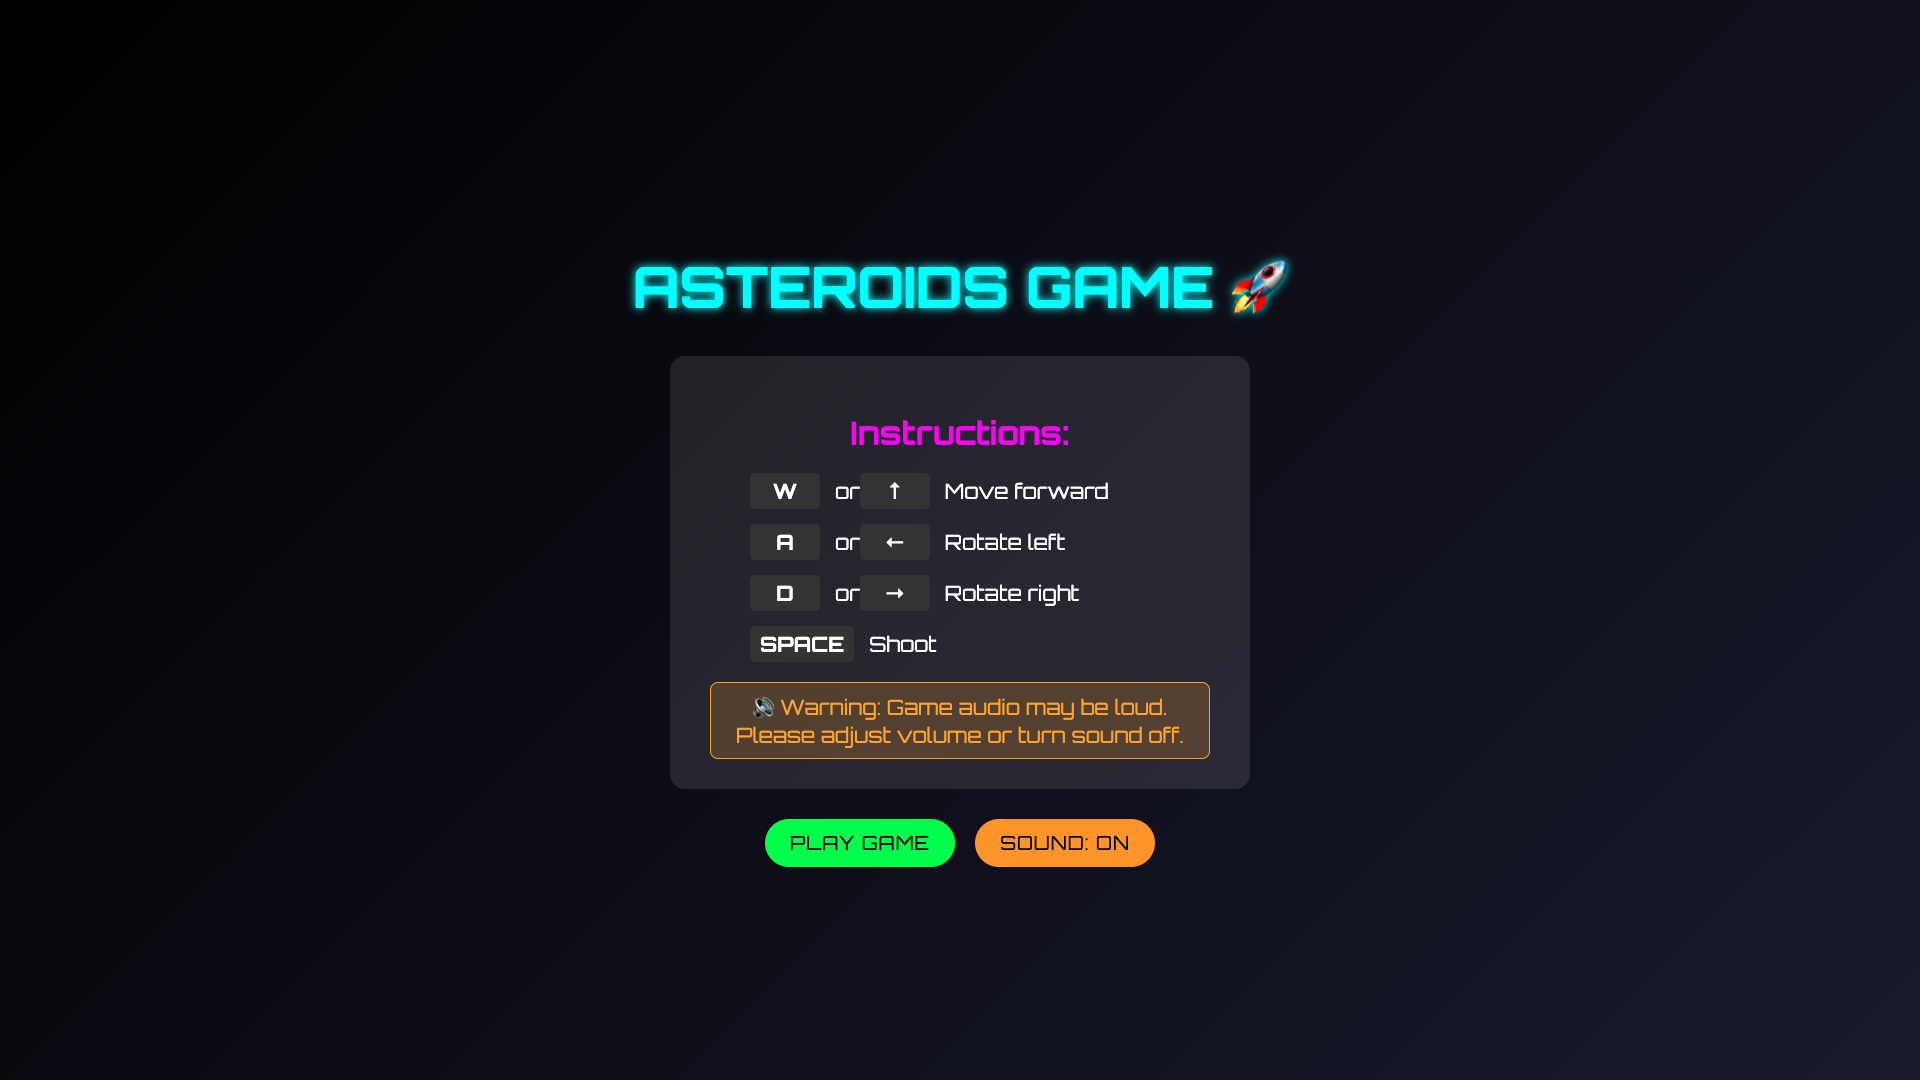 ASTEROIDS GAME 🚀
Instructions:
W or ↑ Move forward
A or ← Rotate left
D or → Rotate right
SPACE Shoot
🔊 Warning: Game audio may be loud.
Please adjust volume or turn sound off.
PLAY GAME SOUND: ON